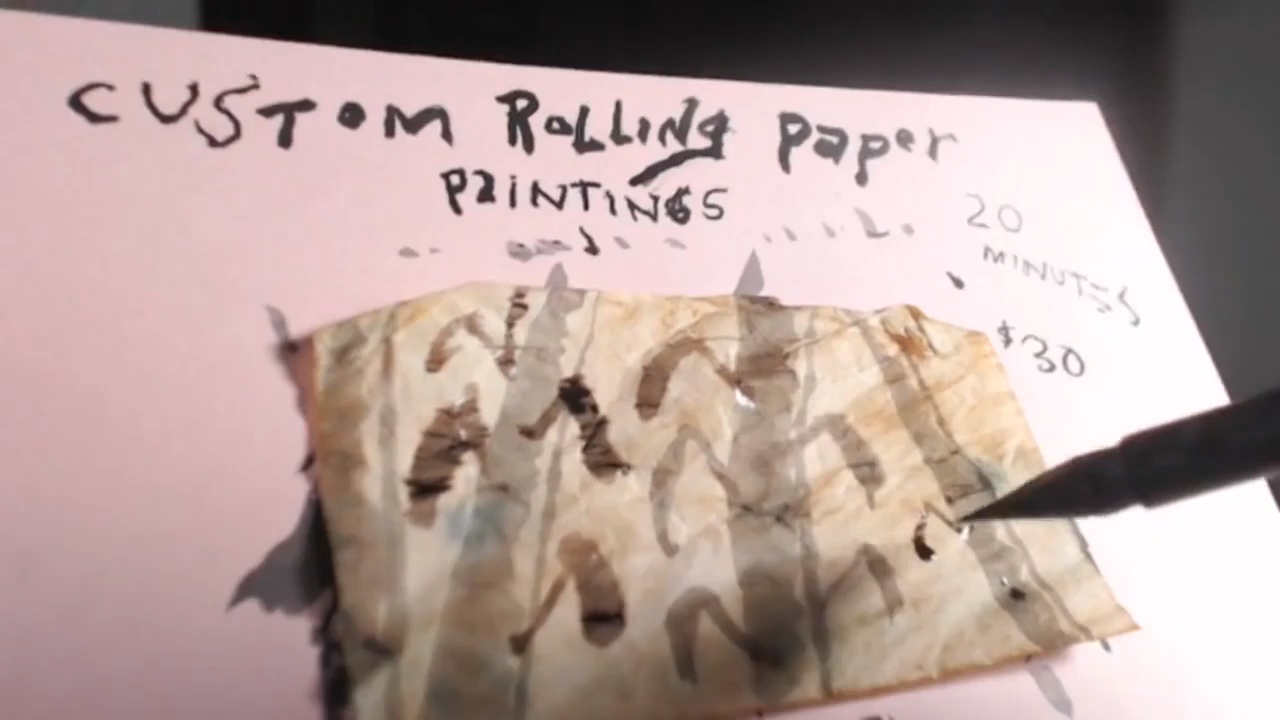 CUSTOM ROLLING Paper
PAINTINGS
20
MINUTES
$30